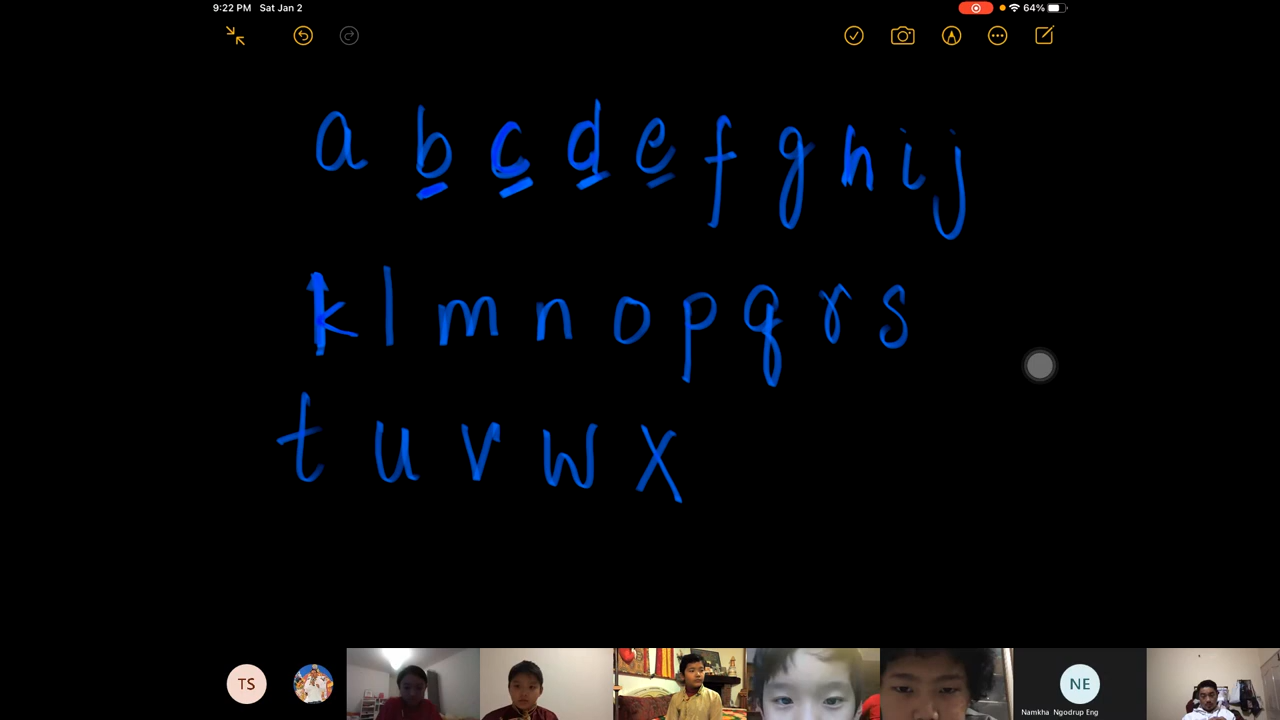 9:22 PM Sat Jan 2 64%
a b c d e f g h i j
k l m n o p q r s
t u v w x
TS NE
Namkha Ngodrup Eng